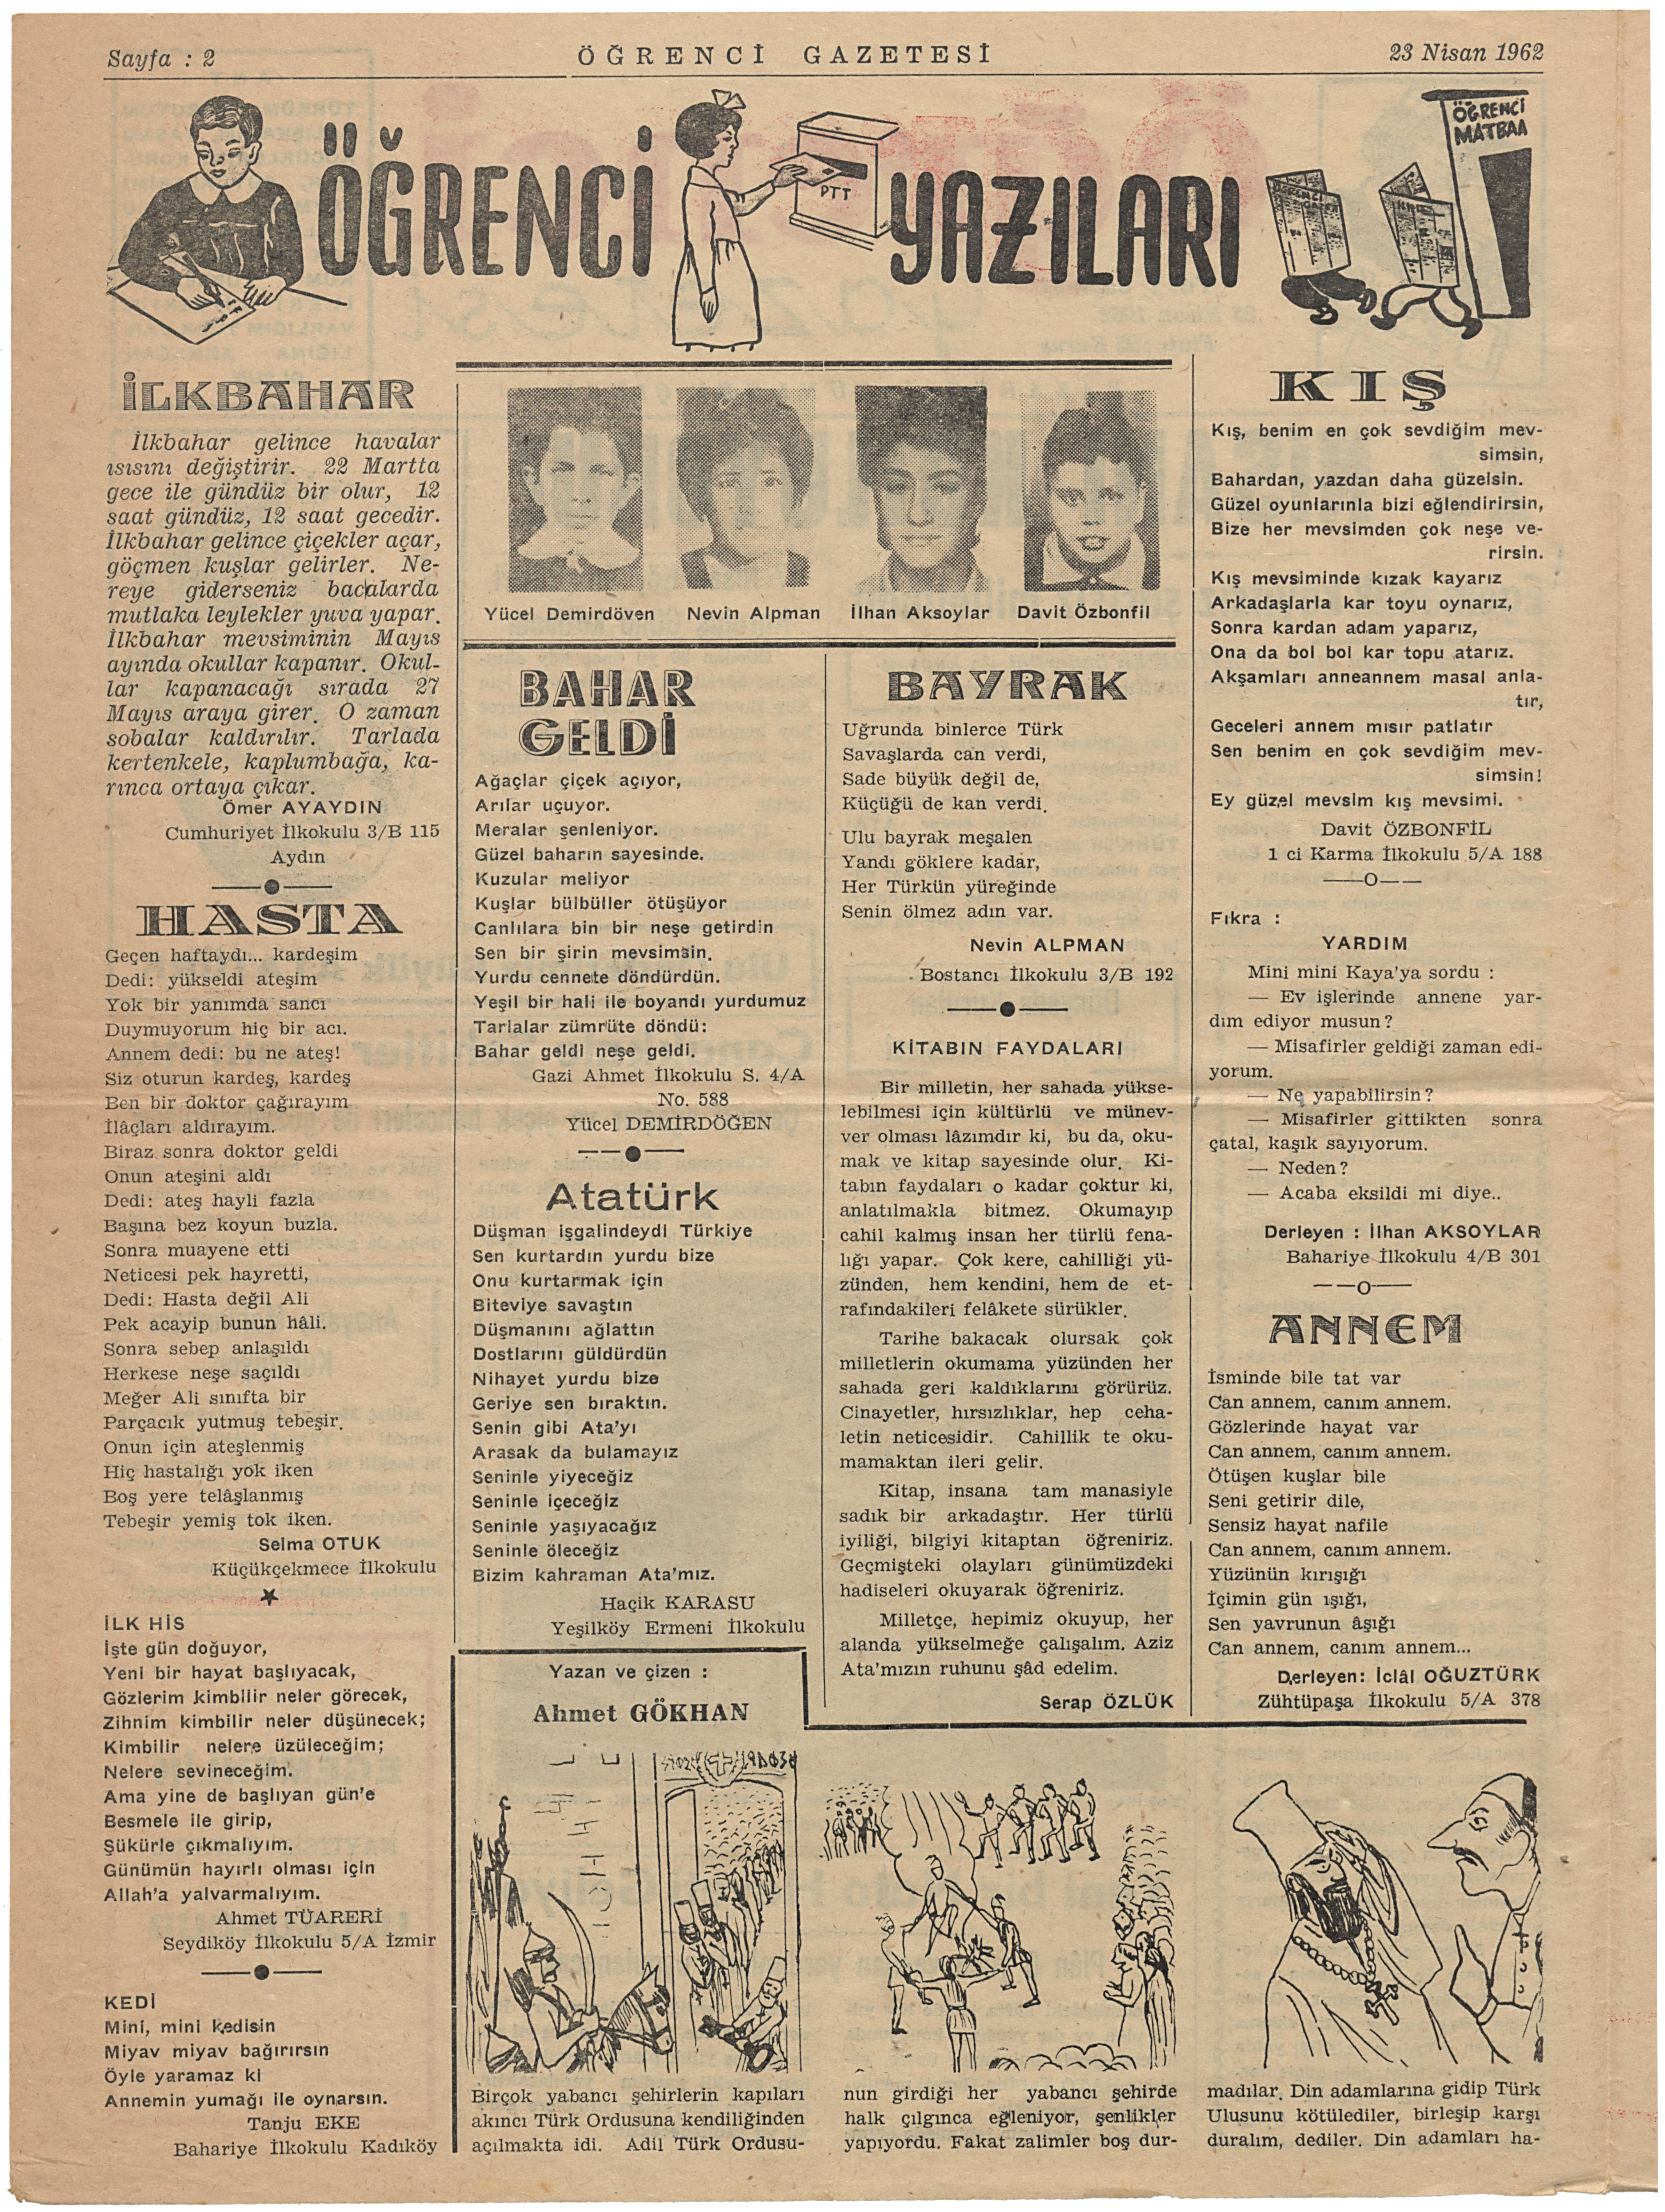 Sayfa : 2
ÖĞRENCİ GAZETESİ
23 Nisan 1962
ÖĞRENCİ
PTT
YAZILARI
ÖĞRENCİ
MATBAA
İLKBAHAR
İlkbahar gelince havalar
ısısını değiştirir. 22 Martta
gece ile gündüz bir olur, 12
saat gündüz, 12 saat gecedir.
İlkbahar gelince çiçekler açar,
göçmen kuşlar gelirler. Ne-
reye giderseniz bacalarda
mutlaka leylekler yuva yapar.
İlkbahar mevsiminin Mayıs
ayında okullar kapanır. Okul-
lar kapanacağı sırada 27
Mayıs araya girer. O zaman
sobalar kaldırılır. Tarlada
kertenkele, kaplumbağa, ka-
rınca ortaya çıkar.
Ömer AYAYDIN
Cumhuriyet İlkokulu 3/B 115
Aydın
HASTA
Geçen haftaydı... kardeşim
Dedi: yükseldi ateşim
Yok bir yanımda sancı
Duymuyorum hiç bir acı.
Annem dedi: bu ne ateş!
Siz oturun kardeş, kardeş
Ben bir doktor çağırayım
İlâçları aldırayım.
Biraz sonra doktor geldi
Onun ateşini aldı
Dedi: ateş hayli fazla
Başına bez koyun buzla.
Sonra muayene etti
Neticesi pek hayretti,
Dedi: Hasta değil Ali
Pek acayip bunun hâli.
Sonra sebep anlaşıldı
Herkese neşe saçıldı
Meğer Ali sınıfta bir
Parçacık yutmuş tebeşir.
Onun için ateşlenmiş
Hiç hastalığı yok iken
Boş yere telâşlanmış
Tebeşir yemiş tok iken.
Selma OTUK
Küçükçekmece İlkokulu
İLK HİS
İşte gün doğuyor,
Yeni bir hayat başlıyacak,
Gözlerim kimbilir neler görecek,
Zihnim kimbilir neler düşünecek;
Kimbilir nelere üzüleceğim;
Nelere sevineceğim.
Ama yine de başlıyan gün'e
Besmele ile girip,
Şükürle çıkmalıyım.
Günümün hayırlı olması için
Allah'a yalvarmalıyım.
Ahmet TÜARERİ
Seydiköy İlkokulu 5/A İzmir
KEDİ
Mini, mini kedisin
Miyav miyav bağırırsın
Öyle yaramaz ki
Annemin yumağı ile oynarsın.
Tanju EKE
Bahariye İlkokulu Kadıköy
Yücel Demirdöven Nevin Alpman İlhan Aksoylar Davit Özbonfil
BAHAR
GELDİ
Ağaçlar çiçek açıyor,
Arılar uçuyor.
Meralar şenleniyor.
Güzel baharın sayesinde.
Kuzular meliyor
Kuşlar bülbüller ötüşüyor
Canlılara bin bir neşe getirdin
Sen bir şirin mevsimsin.
Yurdu cennete döndürdün.
Yeşil bir hali ile boyandı yurdumuz
Tarlalar zümrüte döndü:
Bahar geldi neşe geldi.
Gazi Ahmet İlkokulu S. 4/A
No. 588
Yücel DEMİRDÖĞEN
Atatürk
Düşman işgalindeydi Türkiye
Sen kurtardın yurdu bize
Onu kurtarmak için
Biteviye savaştın
Düşmanını ağlattın
Dostlarını güldürdün
Nihayet yurdu bize
Geriye sen bıraktın.
Senin gibi Ata'yı
Arasak da bulamayız
Seninle yiyeceğiz
Seninle içeceğiz
Seninle yaşıyacağız
Seninle öleceğiz
Bizim kahraman Ata'mız.
Haçik KARASU
Yeşilköy Ermeni İlkokulu
BAYRAK
Uğrunda binlerce Türk
Savaşlarda can verdi,
Sade büyük değil de,
Küçüğü de kan verdi.
Ulu bayrak meşalen
Yandı göklere kadar,
Her Türkün yüreğinde
Senin ölmez adın var.
Nevin ALPMAN
Bostancı İlkokulu 3/B 192
KİTABIN FAYDALARI
Bir milletin, her sahada yükse-
lebilmesi için kültürlü ve münev-
ver olması lâzımdır ki, bu da, oku-
mak ve kitap sayesinde olur. Ki-
tabın faydaları o kadar çoktur ki,
anlatılmakla bitmez. Okumayıp
cahil kalmış insan her türlü fena-
lığı yapar. Çok kere, cahilliği yü-
zünden, hem kendini, hem de et-
rafındakileri felâkete sürükler.
Tarihe bakacak olursak çok
milletlerin okumama yüzünden her
sahada geri kaldıklarını görürüz.
Cinayetler, hırsızlıklar, hep ceha-
letin neticesidir. Cahillik te oku-
mamaktan ileri gelir.
Kitap, insana tam manasiyle
sadık bir arkadaştır. Her türlü
iyiliği, bilgiyi kitaptan öğreniriz.
Geçmişteki olayları günümüzdeki
hadiseleri okuyarak öğreniriz.
Milletçe, hepimiz okuyup, her
alanda yükselmeğe çalışalım. Aziz
Ata'mızın ruhunu şâd edelim.
Serap ÖZLÜK
KIŞ
Kış, benim en çok sevdiğim mev-
simsin,
Bahardan, yazdan daha güzelsin.
Güzel oyunlarınla bizi eğlendirirsin,
Bize her mevsimden çok neşe ve-
rirsin.
Kış mevsiminde kızak kayarız
Arkadaşlarla kar toyu oynarız,
Sonra kardan adam yaparız,
Ona da bol bol kar topu atarız.
Akşamları anneannem masal anla-
tır,
Geceleri annem mısır patlatır
Sen benim en çok sevdiğim mev-
simsin!
Ey güzel mevsim kış mevsimi.
Davit ÖZBONFİL
1 ci Karma İlkokulu 5/A 188
Fıkra :
YARDIM
Mini mini Kaya'ya sordu :
— Ev işlerinde annene yar-
dım ediyor musun?
— Misafirler geldiği zaman edi-
yorum.
— Ne yapabilirsin?
— Misafirler gittikten sonra
çatal, kaşık sayıyorum.
— Neden?
— Acaba eksildi mi diye..
Derleyen : İlhan AKSOYLAR
Bahariye İlkokulu 4/B 301
ANNEM
İsminde bile tat var
Can annem, canım annem.
Gözlerinde hayat var
Can annem, canım annem.
Ötüşen kuşlar bile
Seni getirir dile,
Sensiz hayat nafile
Can annem, canım annem.
Yüzünün kırışığı
İçimin gün ışığı,
Sen yavrunun âşığı
Can annem, canım annem...
Derleyen: İclâl OĞUZTÜRK
Zühtüpaşa İlkokulu 5/A 378
Yazan ve çizen :
Ahmet GÖKHAN
Birçok yabancı şehirlerin kapıları
akıncı Türk Ordusuna kendiliğinden
açılmakta idi. Adil Türk Ordusu-
nun girdiği her yabancı şehirde
halk çılgınca eğleniyor, şenlikler
yapıyordu. Fakat zalimler boş dur-
madılar. Din adamlarına gidip Türk
Ulusunu kötülediler, birleşip karşı
duralım, dediler. Din adamları ha-